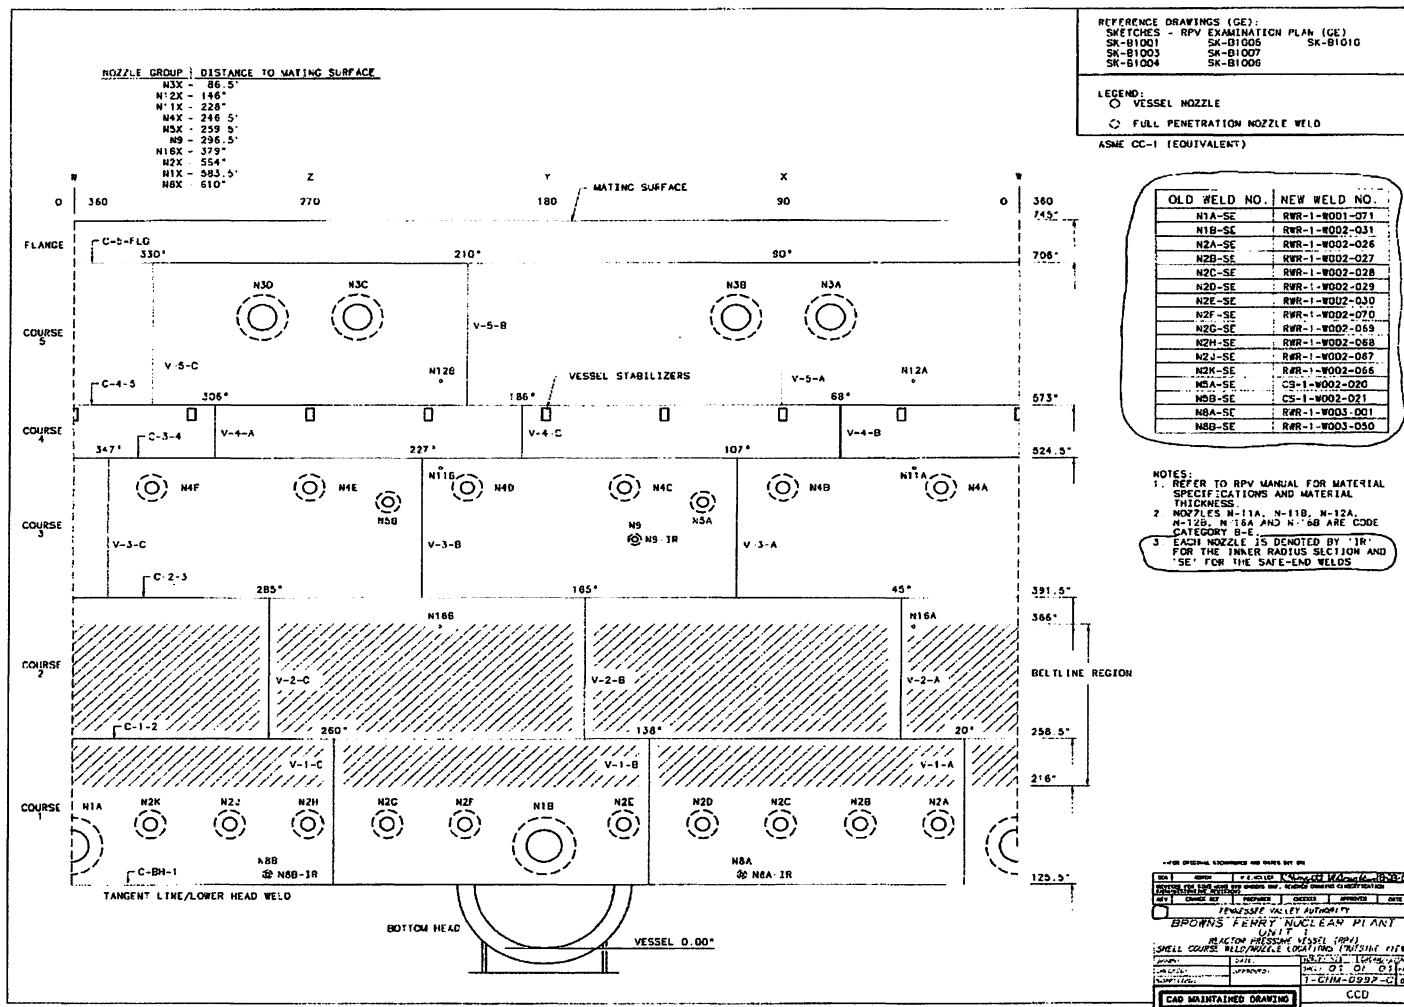 REFERENCE DRAWINGS (GE):
SKETCHES - RPV EXAMINATION PLAN (GE)
SK-B1001 SK-B1005 SK-B1010
SK-B1003 SK-B1007
SK-B1004 SK-B1006
LEGEND:
VESSEL NOZZLE
FULL PENETRATION NOZZLE WELD
ASME CC-1 (EQUIVALENT)
NOZZLE GROUP DISTANCE TO MATING SURFACE
N3X - 86.5"
N12X - 146"
N11X - 228"
N4X - 246 5"
N5X - 259 5"
N9 - 296.5"
N16X - 379"
N2X - 554"
N1X - 583.5"
N8X - 610"
W Z Y X W
0 360 270 180 90 0 360
MATING SURFACE
745"
FLANGE
C-5-FLG
330° 210° 90°
706"
N3D N3C N3B N3A
COURSE 5
V-5-B
V-5-C
N12B
VESSEL STABILIZERS
V-5-A
N12A
C-4-5
306° 186° 68°
573"
COURSE 4
C-3-4
V-4-A V-4-C V-4-B
347° 227° 107°
524.5"
N11B N11A
N4F N4E N4D N4C N4B N4A
N5B N5A
N9
N9-IR
COURSE 3
V-3-C V-3-B V-3-A
C-2-3
285° 165° 45°
391.5"
N16B N16A
366"
COURSE 2
V-2-C V-2-B V-2-A
BELTLINE REGION
C-1-2
260° 138° 20°
258.5"
V-1-C V-1-B V-1-A
216"
COURSE 1
N1A N2K N2J N2H N2G N2F N1B N2E N2D N2C N2B N2A
N8B N8A
N8B-IR N8A-IR
C-BH-1
125.5"
TANGENT LINE/LOWER HEAD WELD
BOTTOM HEAD
VESSEL 0.00"
OLD WELD NO. NEW WELD NO.
N1A-SE RWR-1-W001-071
N1B-SE RWR-1-W002-031
N2A-SE RWR-1-W002-026
N2B-SE RWR-1-W002-027
N2C-SE RWR-1-W002-028
N2D-SE RWR-1-W002-029
N2E-SE RWR-1-W002-030
N2F-SE RWR-1-W002-070
N2G-SE RWR-1-W002-069
N2H-SE RWR-1-W002-068
N2J-SE RWR-1-W002-067
N2K-SE RWR-1-W002-066
N5A-SE CS-1-W002-020
N5B-SE CS-1-W002-021
N8A-SE RWR-1-W003-001
N8B-SE RWR-1-W003-050
NOTES:
1. REFER TO RPV MANUAL FOR MATERIAL
SPECIFICATIONS AND MATERIAL
THICKNESS.
2 NOZZLES N-11A, N-11B, N-12A,
N-12B, N-16A AND N-16B ARE CODE
CATEGORY B-E.
3 EACH NOZZLE IS DENOTED BY 'IR'
FOR THE INNER RADIUS SECTION AND
'SE' FOR THE SAFE-END WELDS
TENNESSEE VALLEY AUTHORITY
BROWNS FERRY NUCLEAR PLANT
UNIT 1
REACTOR PRESSURE VESSEL (RPV)
SHELL COURSE WELD/NOZZLE LOCATIONS (OUTSIDE VIEW)
1-CHM-0992-C
CAD MAINTAINED DRAWING
CCD